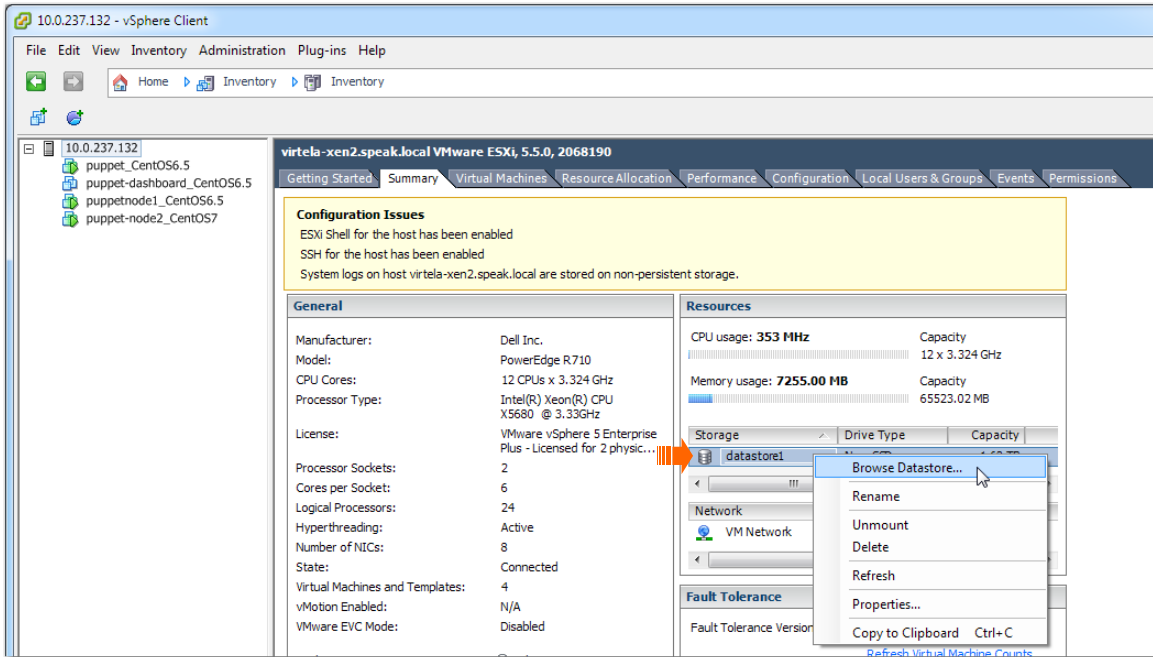 10.0.237.132 - vSphere Client
File Edit View Inventory Administration Plug-ins Help
Home Inventory Inventory
10.0.237.132
puppet_CentOS6.5
puppet-dashboard_CentOS6.5
puppetnode1_CentOS6.5
puppet-node2_CentOS7
virtela-xen2.speak.local VMware ESXi, 5.5.0, 2068190
Getting Started Summary Virtual Machines Resource Allocation Performance Configuration Local Users & Groups Events Permissions
Configuration Issues
ESXi Shell for the host has been enabled
SSH for the host has been enabled
System logs on host virtela-xen2.speak.local are stored on non-persistent storage.
General
Manufacturer: Dell Inc.
Model: PowerEdge R710
CPU Cores: 12 CPUs x 3.324 GHz
Processor Type: Intel(R) Xeon(R) CPU
X5680 @ 3.33GHz
License: VMware vSphere 5 Enterprise
Plus - Licensed for 2 physic...
Processor Sockets: 2
Cores per Socket: 6
Logical Processors: 24
Hyperthreading: Active
Number of NICs: 8
State: Connected
Virtual Machines and Templates: 4
vMotion Enabled: N/A
VMware EVC Mode: Disabled
Resources
CPU usage: 353 MHz Capacity
12 x 3.324 GHz
Memory usage: 7255.00 MB Capacity
65523.02 MB
Storage Drive Type Capacity
datastore1
Network
VM Network
Fault Tolerance
Fault Tolerance Version
Refresh Virtual Machine Counts
Browse Datastore...
Rename
Unmount
Delete
Refresh
Properties...
Copy to Clipboard Ctrl+C